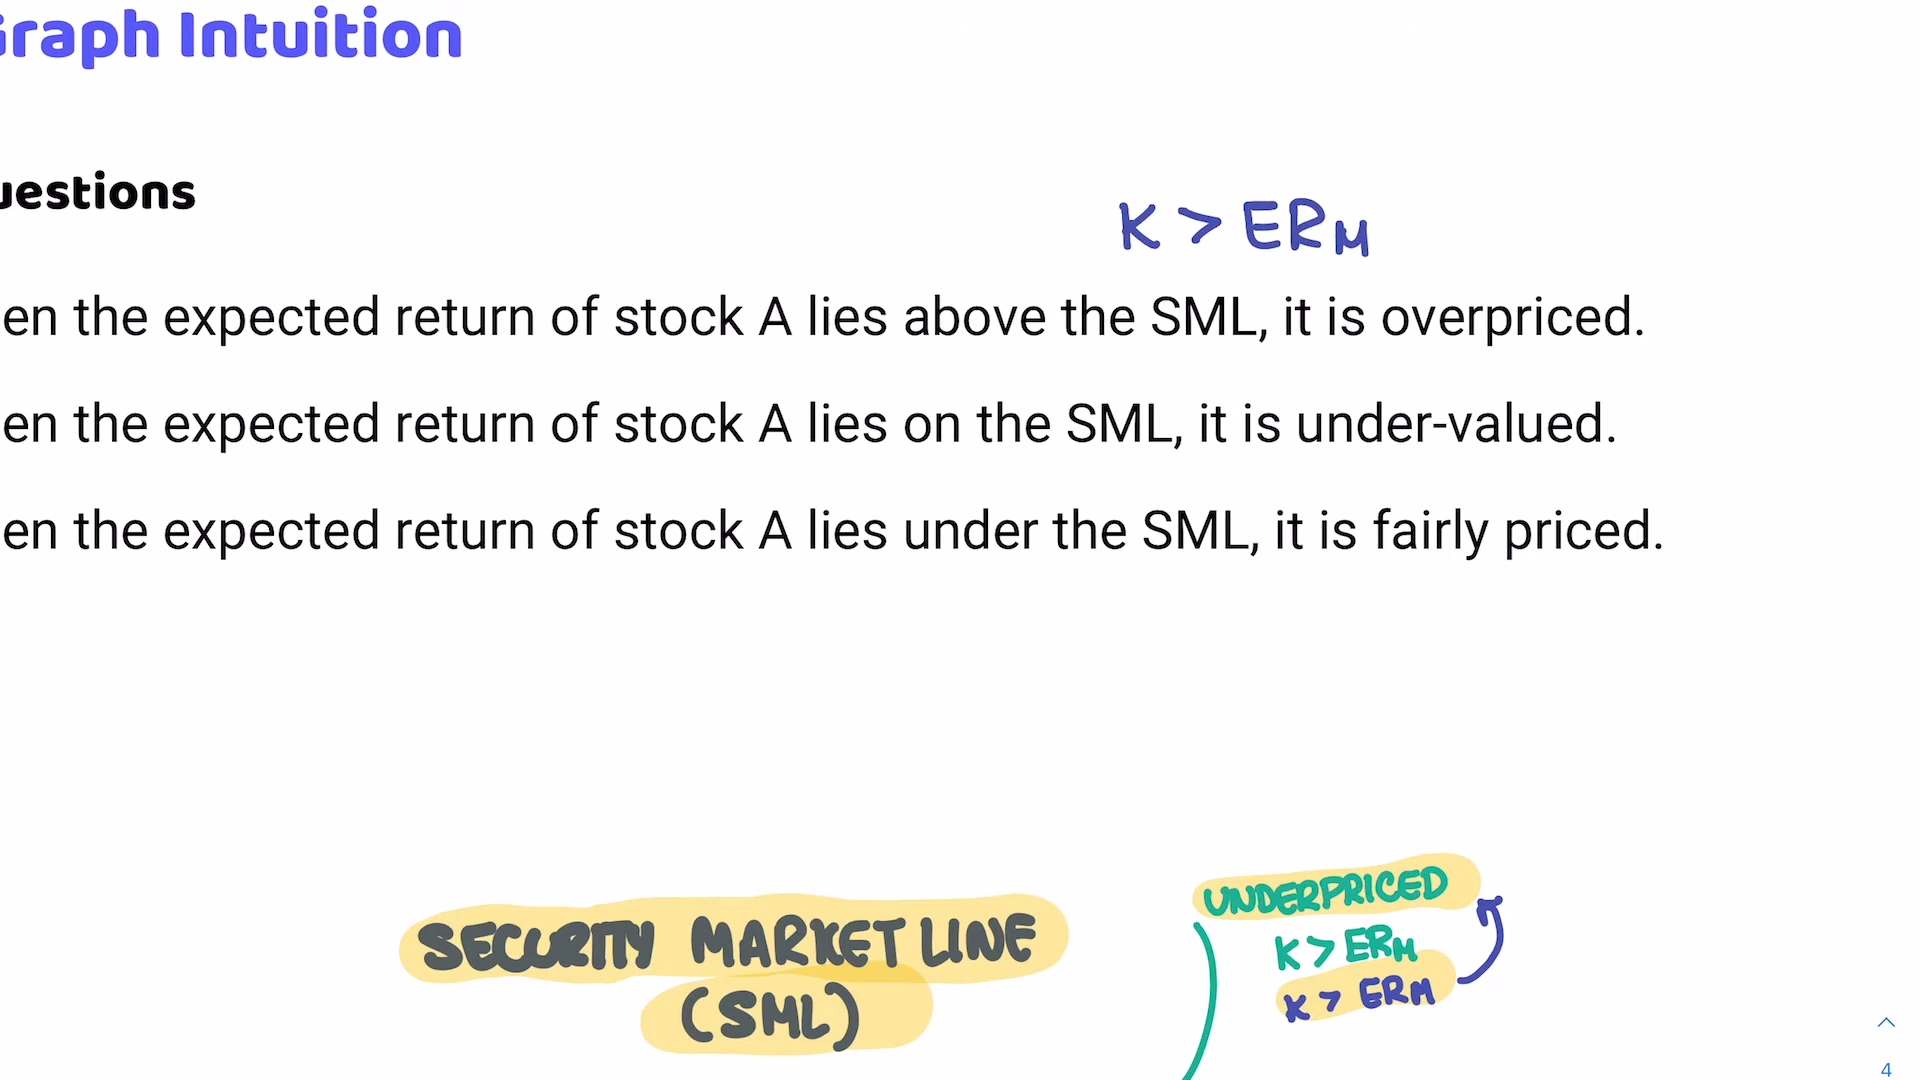 Graph Intuition
uestions
K > ERM
en the expected return of stock A lies above the SML, it is overpriced.
en the expected return of stock A lies on the SML, it is under-valued.
en the expected return of stock A lies under the SML, it is fairly priced.
UNDERPRICED
SECURITY MARKET LINE
K > ERM
(SML)
K > ERM
4